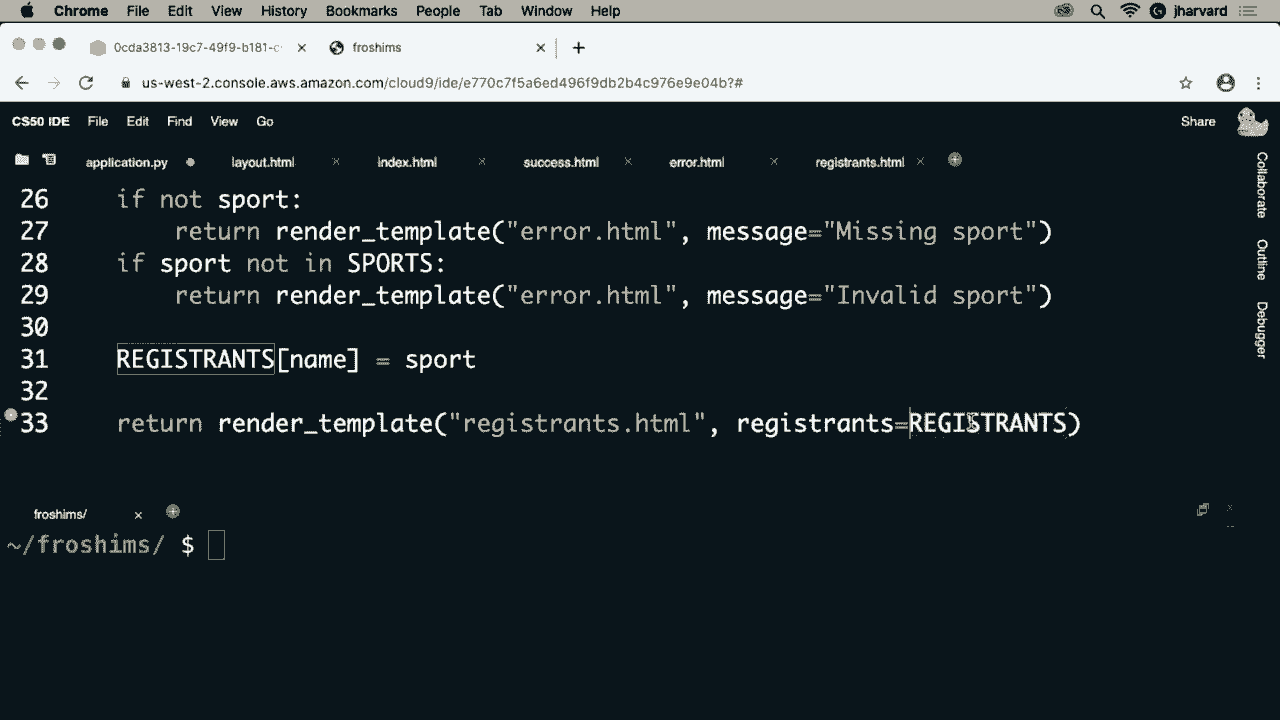 Chrome File Edit View History Bookmarks People Tab Window Help jharvard
0cda3813-19c7-49f9-b181-c froshims
us-west-2.console.aws.amazon.com/cloud9/ide/e770c7f5a6ed496f9db2b4c976e9e04b?#
CS50 IDE File Edit Find View Go Share
application.py layout.html index.html success.html error.html registrants.html
26 if not sport:
27 return render_template("error.html", message="Missing sport")
28 if sport not in SPORTS:
29 return render_template("error.html", message="Invalid sport")
30
31 REGISTRANTS[name] = sport
32
33 return render_template("registrants.html", registrants=REGISTRANTS)
froshims/
~/froshims/ $
Collaborate
Outline
Debugger